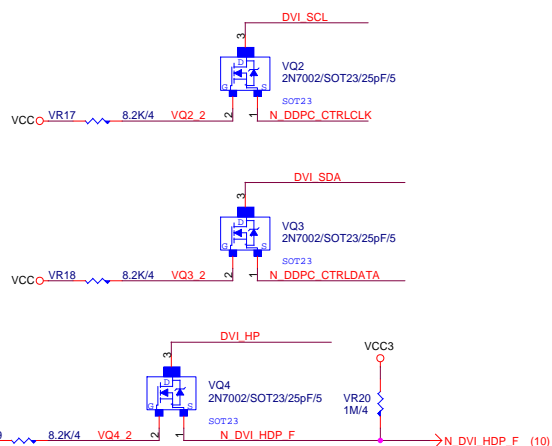 DVI_SCL
3
D
VQ2
2N7002/SOT23/25pF/5
G S
SOT23
VCC VR17 8.2K/4 VQ2_2 2 1 N_DDPC_CTRLCLK
DVI_SDA
3
D
VQ3
2N7002/SOT23/25pF/5
G S
SOT23
VCC VR18 8.2K/4 VQ3_2 2 1 N_DDPC_CTRLDATA
DVI_HP
3
VCC3
D
VQ4
2N7002/SOT23/25pF/5
VR20
1M/4
G S
SOT23
8.2K/4 VQ4_2 2 1 N_DVI_HDP_F N_DVI_HDP_F (10)